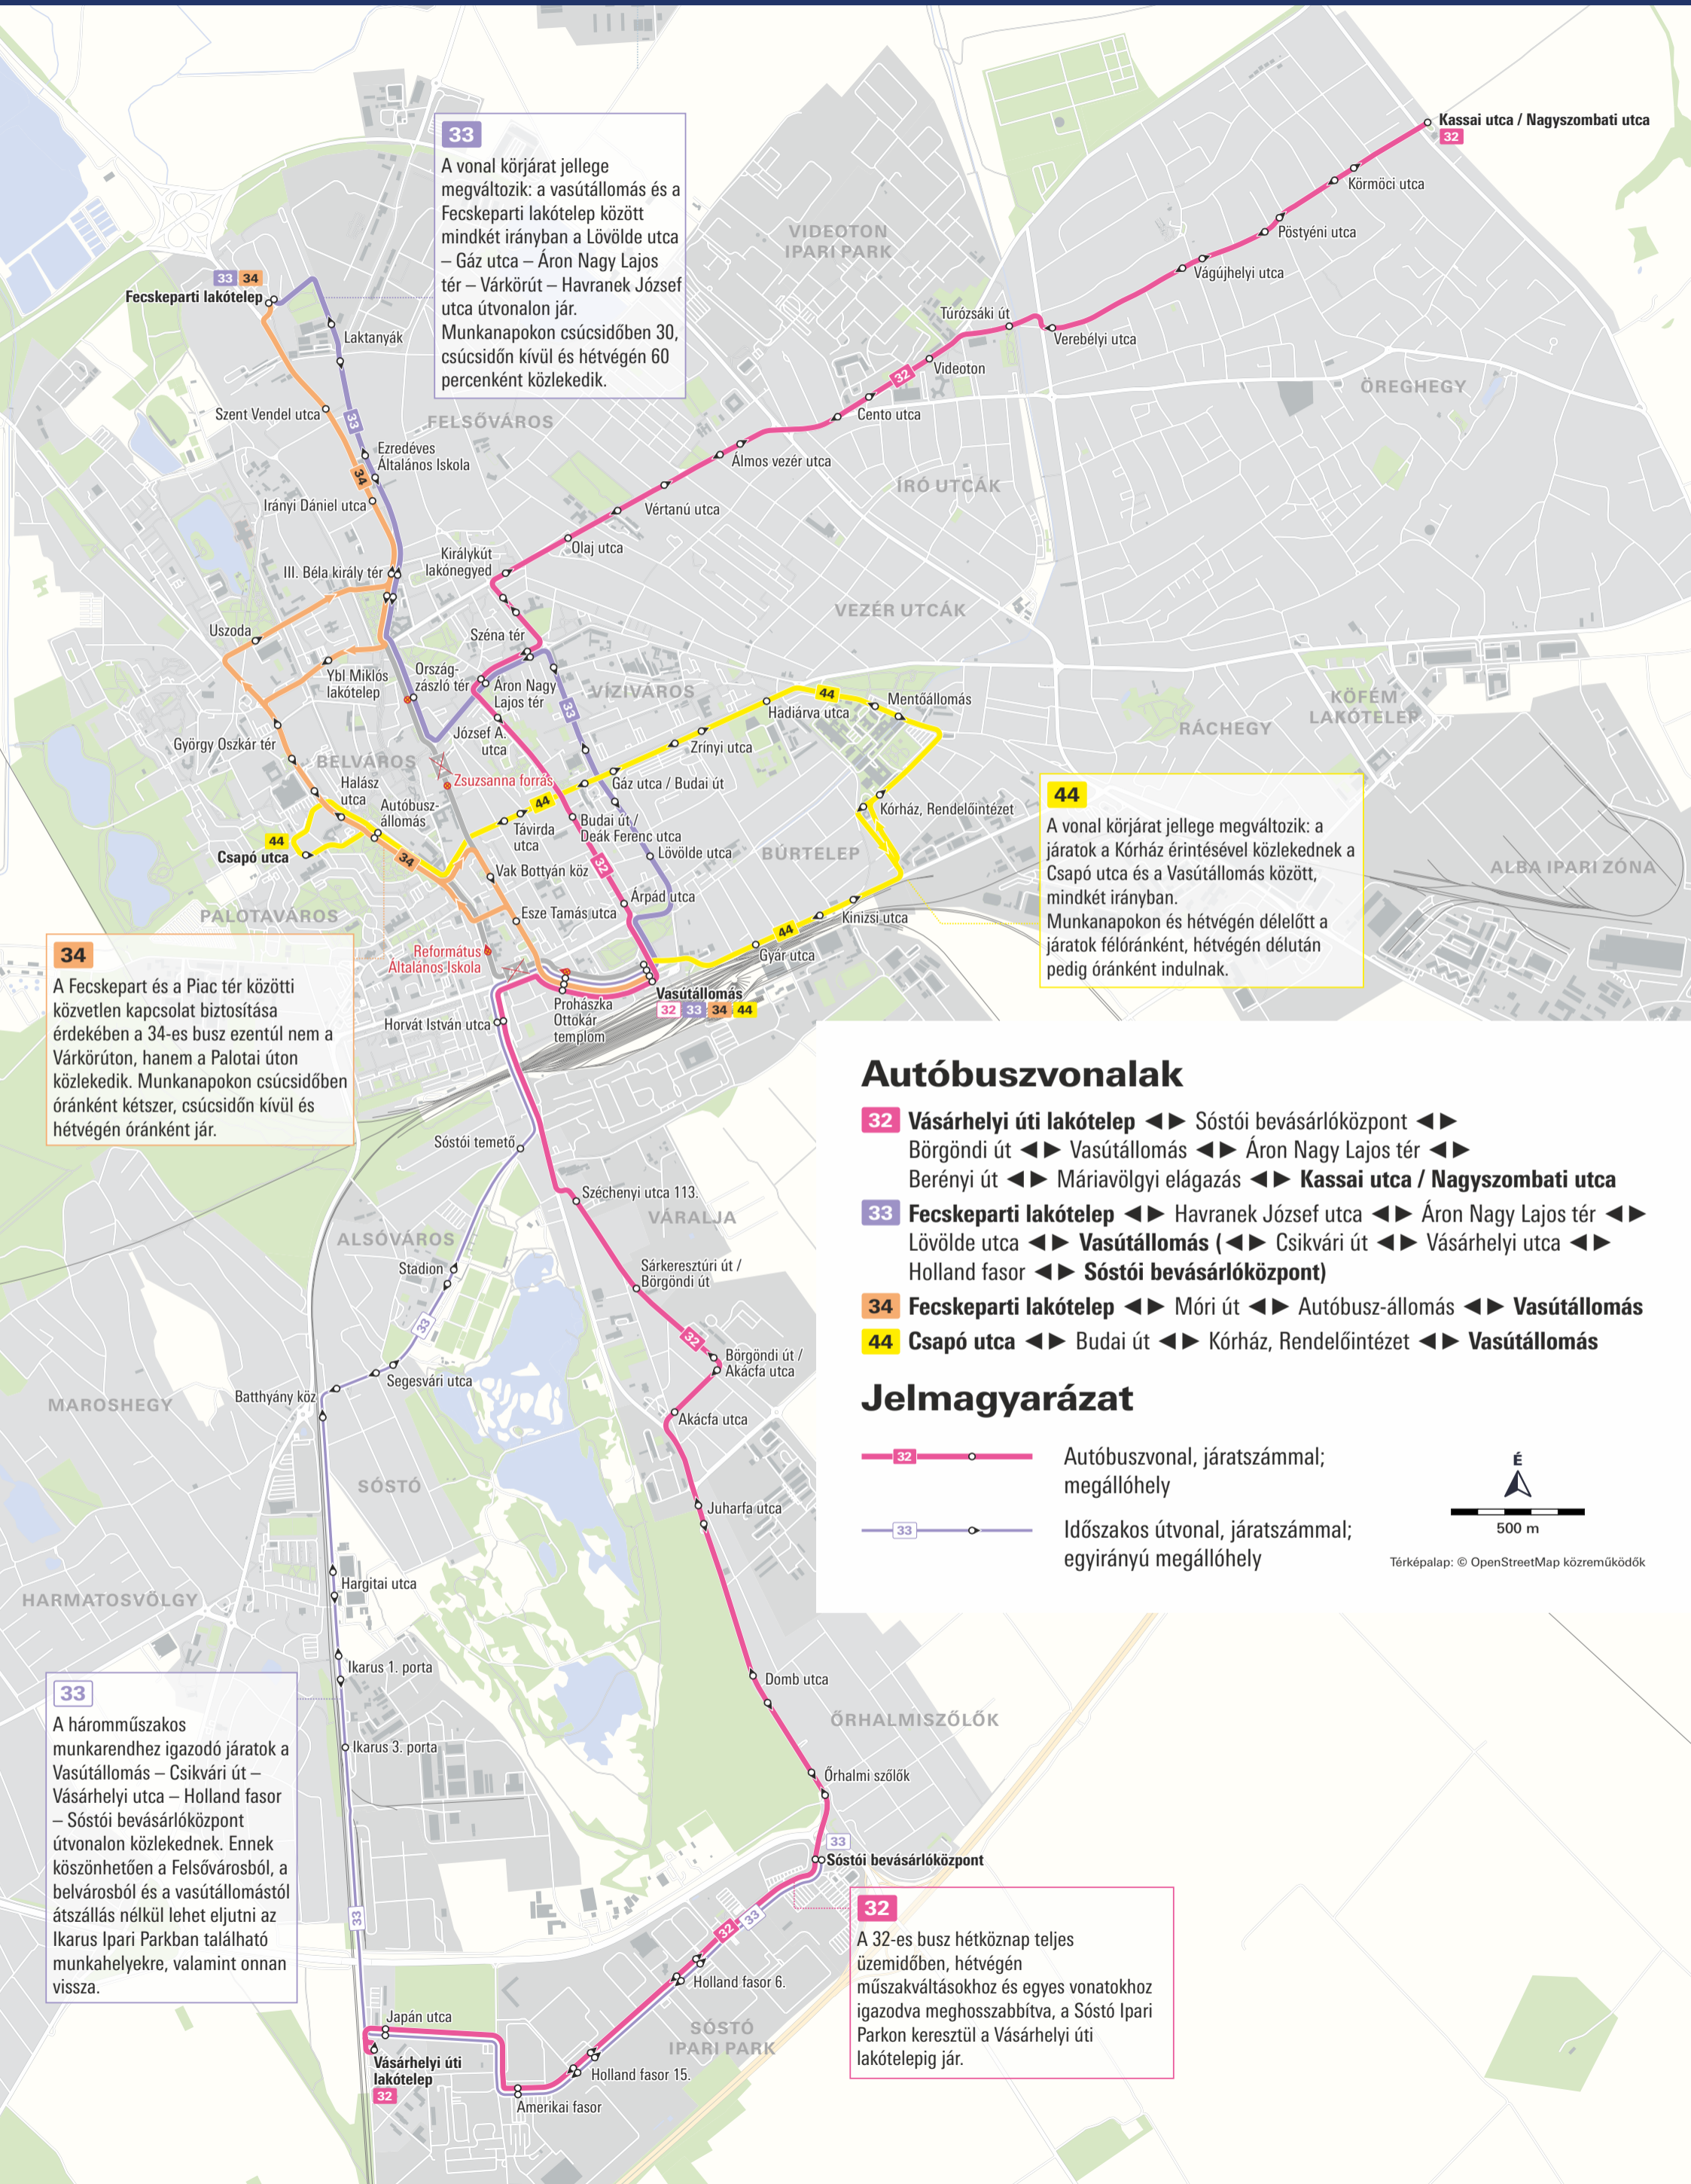 33
A vonal körjárat jellege
megváltozik: a vasútállomás és a
Fecskeparti lakótelep között
mindkét irányban a Lövölde utca
– Gáz utca – Áron Nagy Lajos
tér – Várkörút – Havranek József
utca útvonalon jár.
Munkanapokon csúcsidőben 30,
csúcsidőn kívül és hétvégén 60
percenként közlekedik.
Kassai utca / Nagyszombati utca
32
Körmöci utca
Pöstyéni utca
Vágújhelyi utca
VIDEOTON
IPARI PARK
Túrózsáki út
Verebélyi utca
Videoton
32
Cento utca
ÖREGHEGY
33 34
Fecskeparti lakótelep
Laktanyák
Szent Vendel utca
33
FELSŐVÁROS
Ezredéves
Általános Iskola
34
Irányi Dániel utca
Álmos vezér utca
ÍRÓ UTCÁK
Vértanú utca
Olaj utca
Királykút
lakónegyed
III. Béla király tér
VEZÉR UTCÁK
Uszoda
Széna tér
Ybl Miklós
lakótelep
Ország-
zászló tér
Áron Nagy
Lajos tér
VÍZIVÁROS
33
44
Mentőállomás
Hadiárva utca
KÖFÉM
LAKÓTELEP
RÁCHEGY
József A.
utca
Zrínyi utca
György Oszkár tér
BELVÁROS
Zsuzsanna forrás
Gáz utca / Budai út
Halász
utca
Autóbusz-
állomás
44
Távirda
utca
Budai út /
Deák Ferenc utca
Kórház, Rendelőintézet
44
Csapó utca
34
32
Lövölde utca
BÚRTELEP
ALBA IPARI ZÓNA
Vak Bottyán köz
Árpád utca
PALOTAVÁROS
Esze Tamás utca
Kinizsi utca
44
Gyár utca
Református
Általános Iskola
Vasútállomás
32 33 34 44
Prohászka
Ottokár
templom
Horvát István utca
44
A vonal körjárat jellege megváltozik: a
járatok a Kórház érintésével közlekednek a
Csapó utca és a Vasútállomás között,
mindkét irányban.
Munkanapokon és hétvégén délelőtt a
járatok félóránként, hétvégén délután
pedig óránként indulnak.
34
A Fecskepart és a Piac tér közötti
közvetlen kapcsolat biztosítása
érdekében a 34-es busz ezentúl nem a
Várkörúton, hanem a Palotai úton
közlekedik. Munkanapokon csúcsidőben
óránként kétszer, csúcsidőn kívül és
hétvégén óránként jár.
Autóbuszvonalak
32 Vásárhelyi úti lakótelep ◄► Sóstói bevásárlóközpont ◄►
Börgöndi út ◄► Vasútállomás ◄► Áron Nagy Lajos tér ◄►
Berényi út ◄► Máriavölgyi elágazás ◄► Kassai utca / Nagyszombati utca
33 Fecskeparti lakótelep ◄► Havranek József utca ◄► Áron Nagy Lajos tér ◄►
Lövölde utca ◄► Vasútállomás (◄► Csikvári út ◄► Vásárhelyi utca ◄►
Holland fasor ◄► Sóstói bevásárlóközpont)
34 Fecskeparti lakótelep ◄► Móri út ◄► Autóbusz-állomás ◄► Vasútállomás
44 Csapó utca ◄► Budai út ◄► Kórház, Rendelőintézet ◄► Vasútállomás
Jelmagyarázat
32
Autóbuszvonal, járatszámmal;
megállóhely
33
Időszakos útvonal, járatszámmal;
egyirányú megállóhely
É
500 m
Térképalap: © OpenStreetMap közreműködők
Sóstói temető
Széchenyi utca 113.
VÁRALJA
ALSÓVÁROS
Stadion
Sárkeresztúri út /
Börgöndi út
33
32
Börgöndi út /
Akácfa utca
Segesvári utca
Batthyány köz
MAROSHEGY
Akácfa utca
SÓSTÓ
Juharfa utca
Hargitai utca
HARMATOSVÖLGY
Ikarus 1. porta
Domb utca
ŐRHALMISZŐLŐK
Ikarus 3. porta
Őrhalmi szőlők
33
Sóstói bevásárlóközpont
33
A háromműszakos
munkarendhez igazodó járatok a
Vasútállomás – Csikvári út –
Vásárhelyi utca – Holland fasor
– Sóstói bevásárlóközpont
útvonalon közlekednek. Ennek
köszönhetően a Felsővárosból, a
belvárosból és a vasútállomástól
átszállás nélkül lehet eljutni az
Ikarus Ipari Parkban található
munkahelyekre, valamint onnan
vissza.
33
32
33
Holland fasor 6.
32
A 32-es busz hétköznap teljes
üzemidőben, hétvégén
műszakváltásokhoz és egyes vonatokhoz
igazodva meghosszabbítva, a Sóstó Ipari
Parkon keresztül a Vásárhelyi úti
lakótelepig jár.
Japán utca
SÓSTÓ
IPARI PARK
Vásárhelyi úti
lakótelep
32
Holland fasor 15.
Amerikai fasor